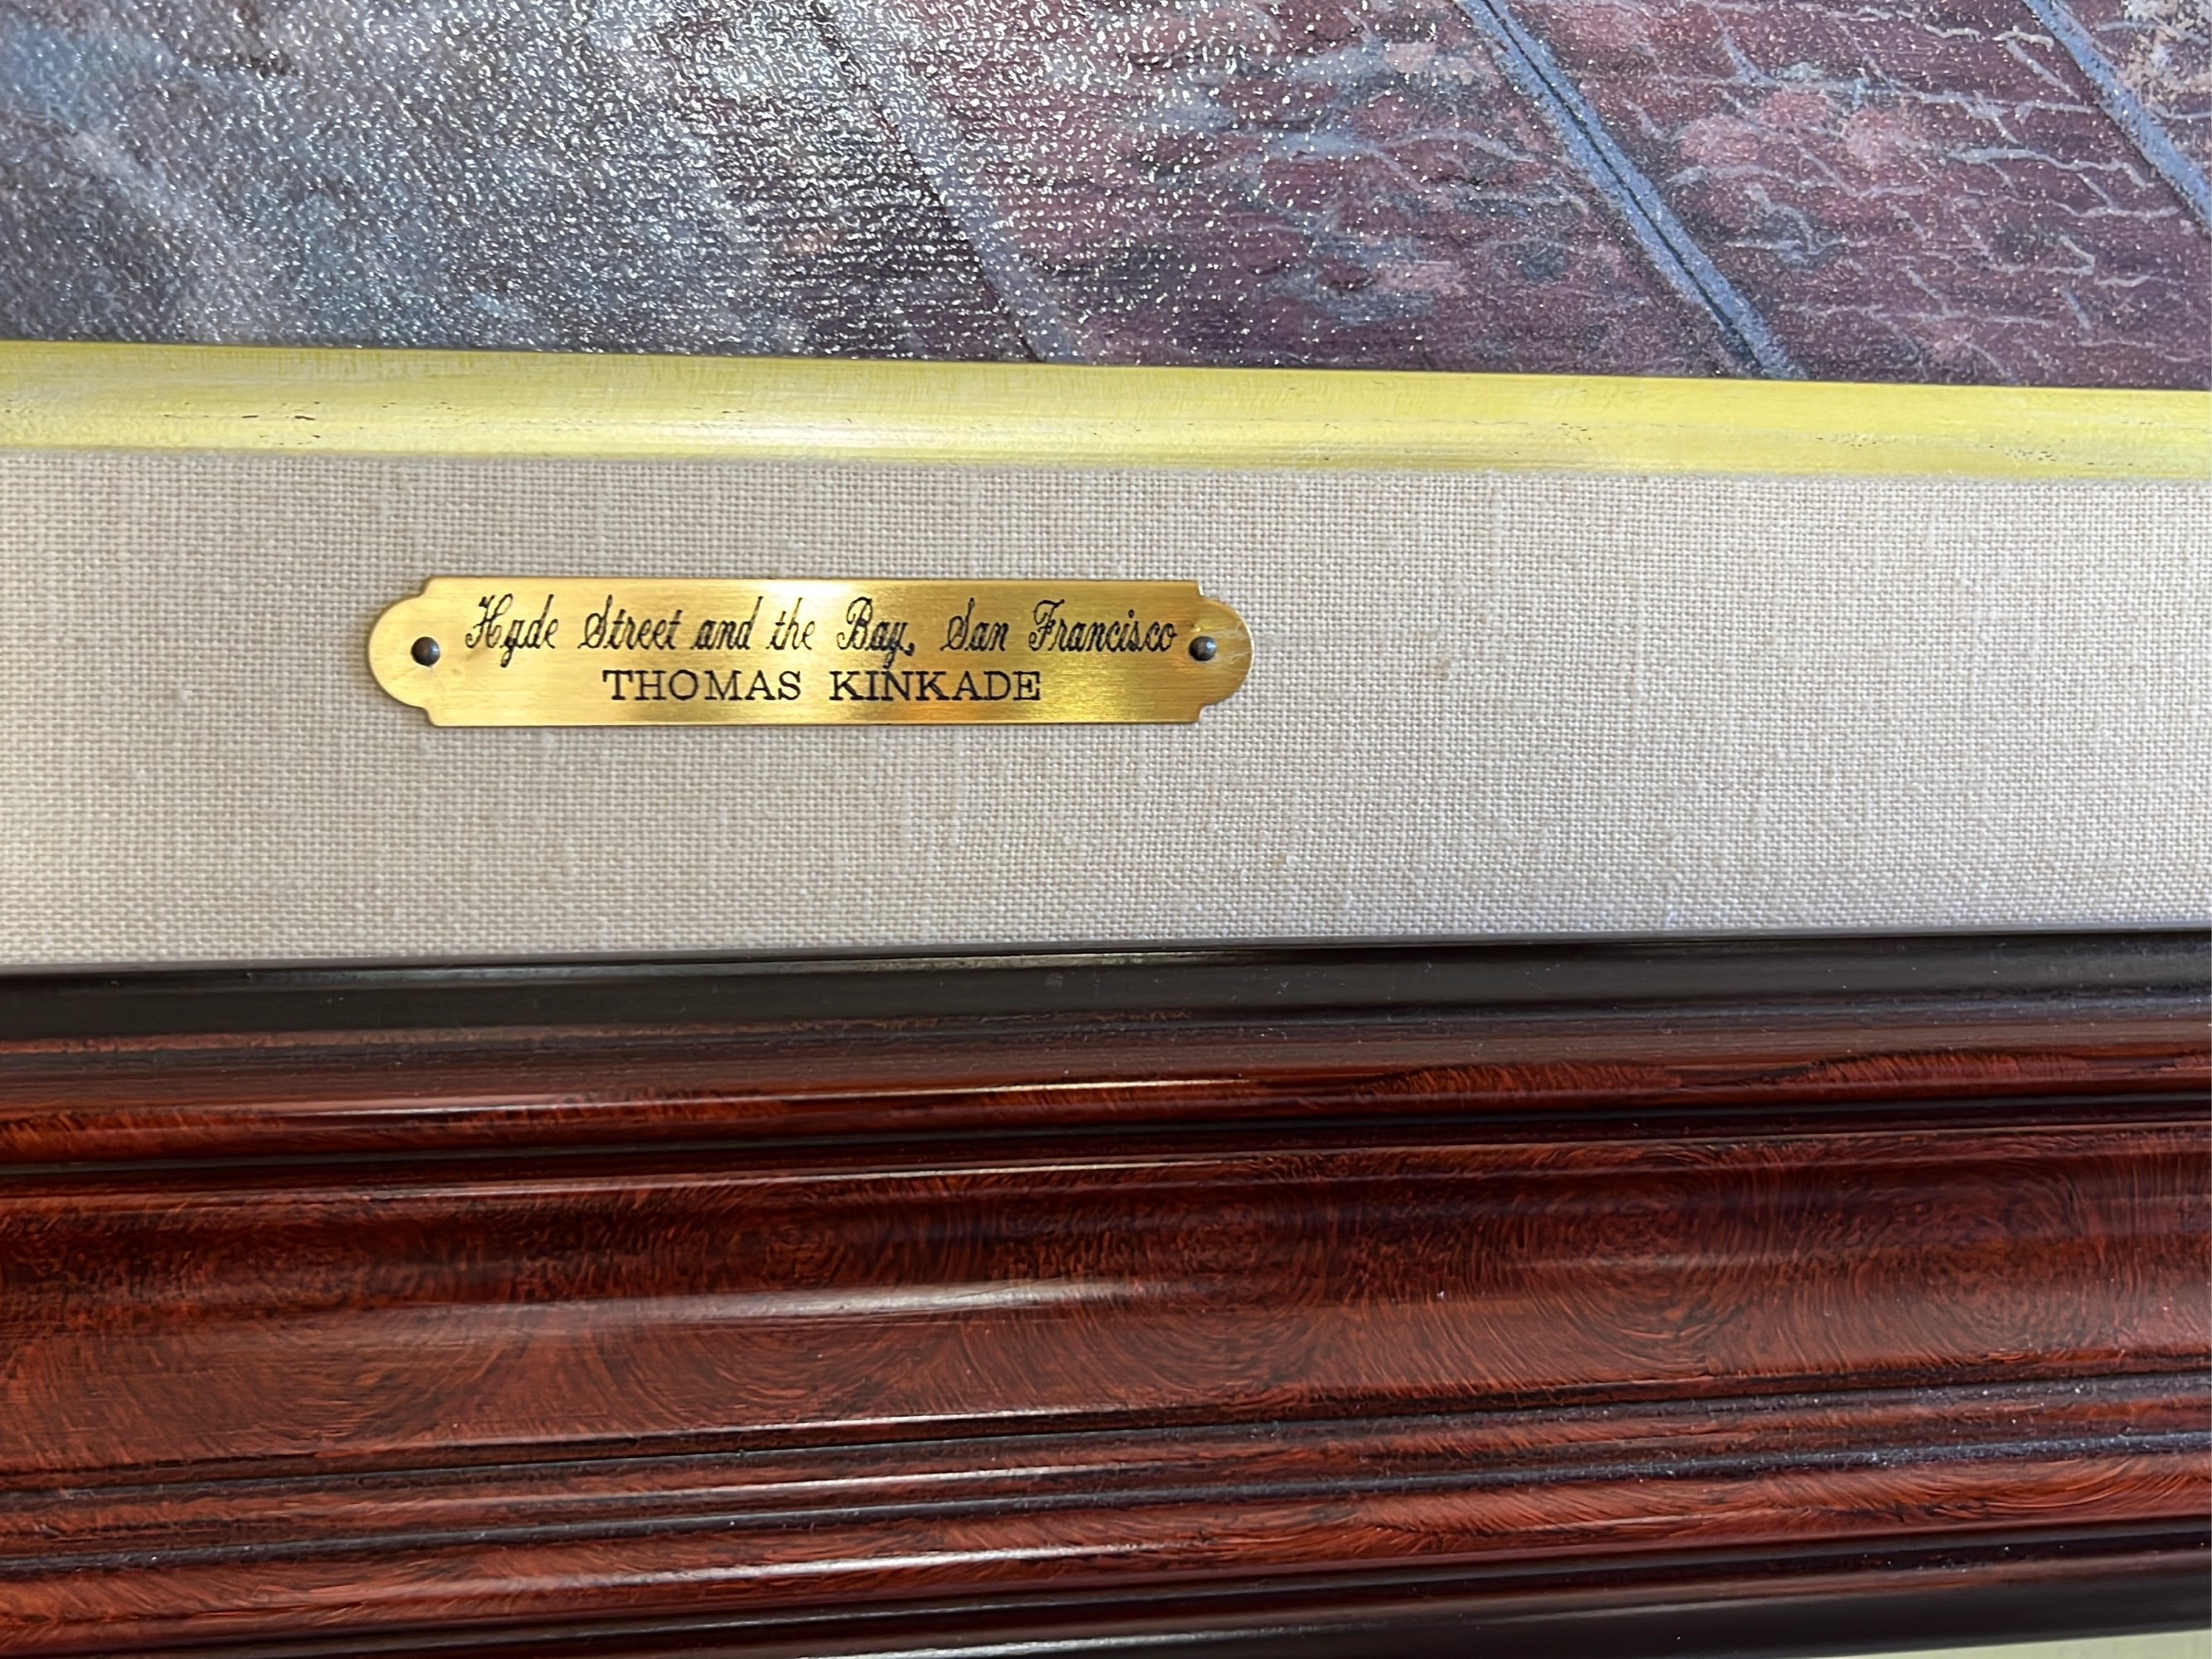 Hyde Street and the Bay, San Francisco
THOMAS KINKADE